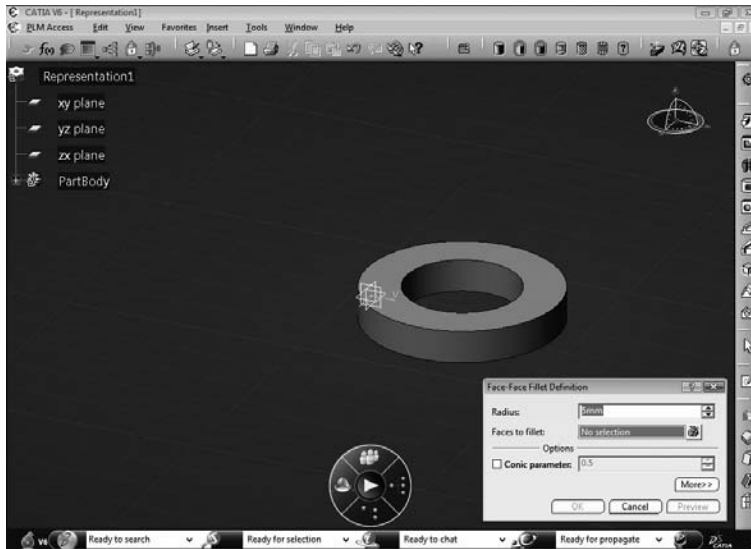 CATIA V6 - [ Representation1]
PLM Access Edit View Favorites Insert Tools Window Help
f(x)
Representation1
xy plane
yz plane
zx plane
PartBody
Face-Face Fillet Definition
Radius: 5mm
Faces to fillet: No selection
Options
Conic parameter: 0.5
More>>
OK Cancel Preview
V6 Ready to search Ready for selection Ready to chat Ready for propagate CATIA